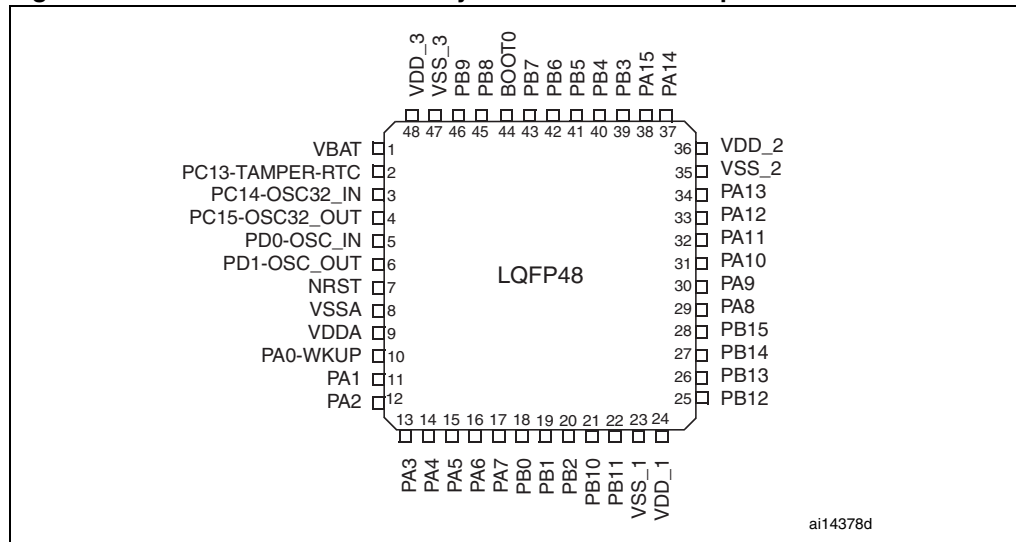 VDD_3
VSS_3
PB9
PB8
BOOT0
PB7
PB6
PB5
PB4
PB3
PA15
PA14
48 47 46 45 44 43 42 41 40 39 38 37
VBAT 1
PC13-TAMPER-RTC 2
PC14-OSC32_IN 3
PC15-OSC32_OUT 4
PD0-OSC_IN 5
PD1-OSC_OUT 6
NRST 7
VSSA 8
VDDA 9
PA0-WKUP 10
PA1 11
PA2 12
LQFP48
36 VDD_2
35 VSS_2
34 PA13
33 PA12
32 PA11
31 PA10
30 PA9
29 PA8
28 PB15
27 PB14
26 PB13
25 PB12
13 14 15 16 17 18 19 20 21 22 23 24
PA3
PA4
PA5
PA6
PA7
PB0
PB1
PB2
PB10
PB11
VSS_1
VDD_1
ai14378d